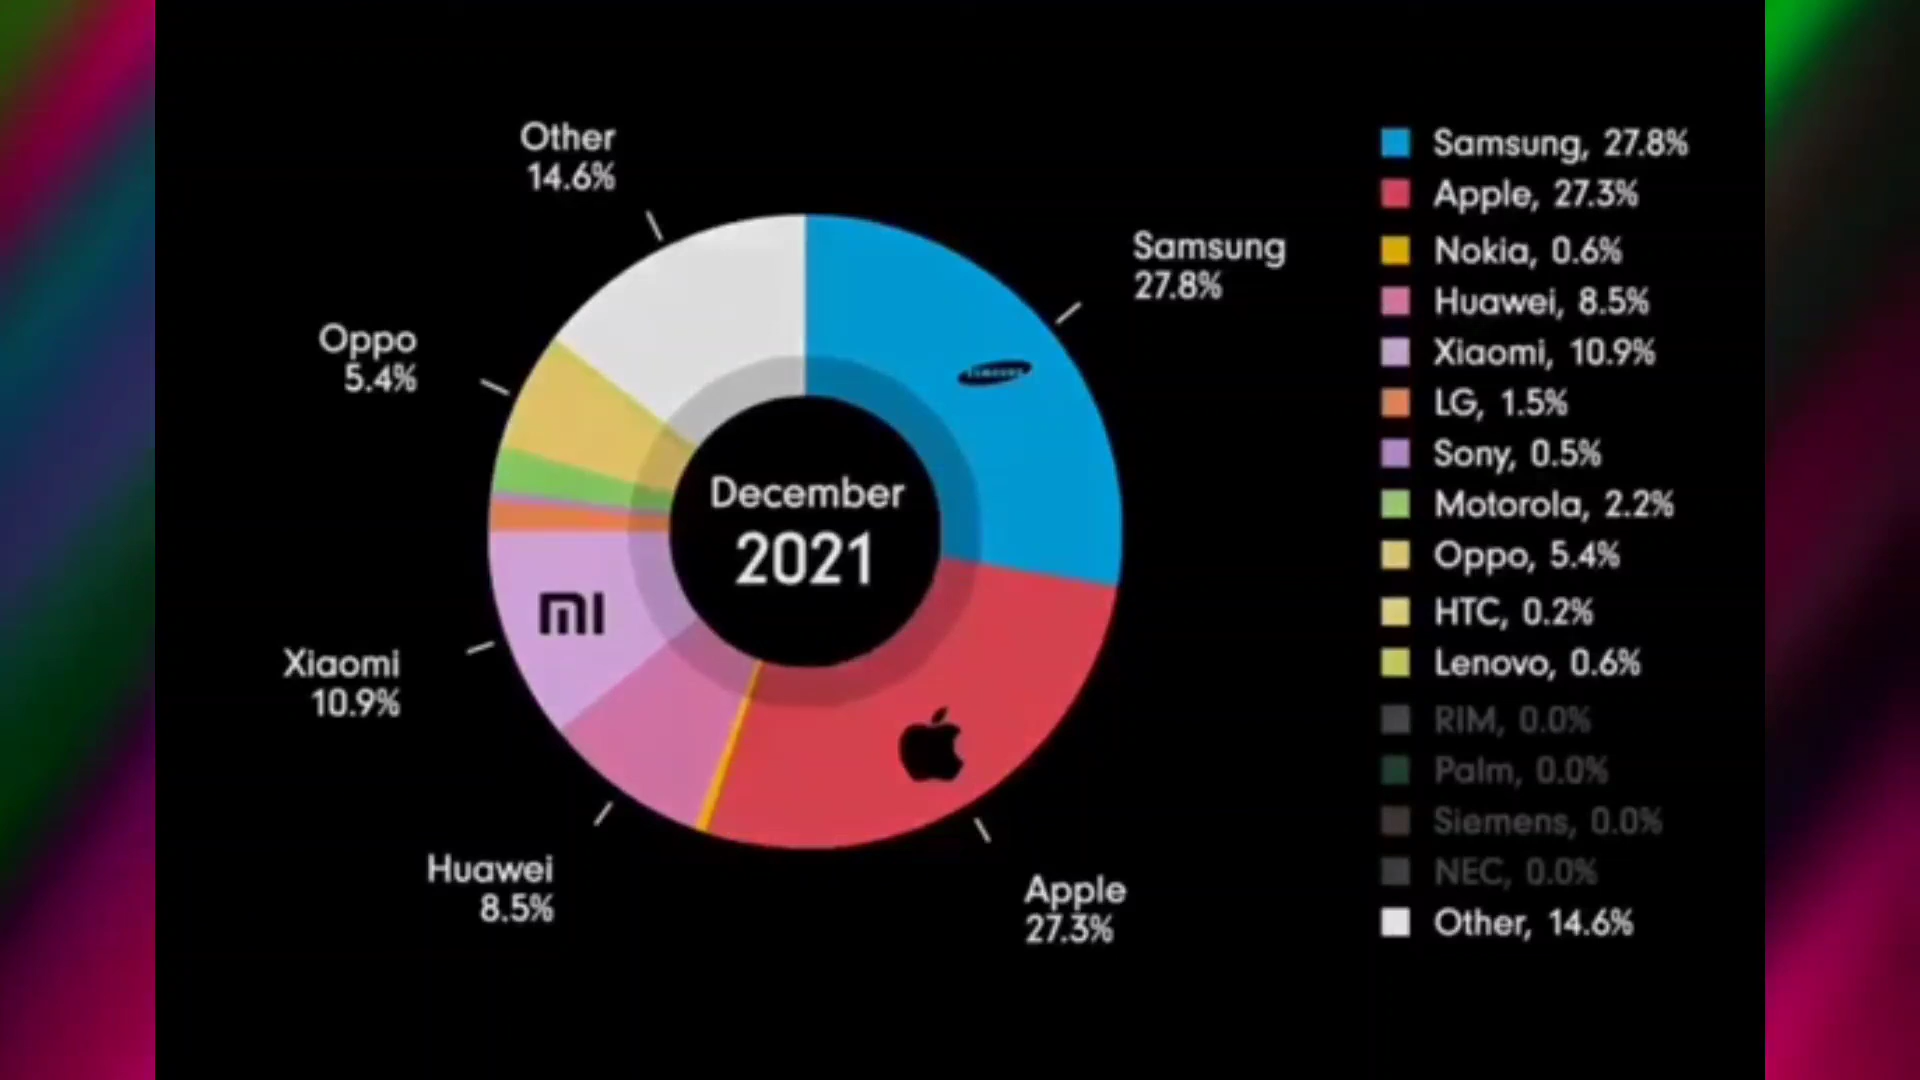 Other
14.6%
Samsung
27.8%
Oppo
5.4%
SAMSUNG
December
2021
MI
Xiaomi
10.9%
Huawei
8.5%
Apple
27.3%
Samsung, 27.8%
Apple, 27.3%
Nokia, 0.6%
Huawei, 8.5%
Xiaomi, 10.9%
LG, 1.5%
Sony, 0.5%
Motorola, 2.2%
Oppo, 5.4%
HTC, 0.2%
Lenovo, 0.6%
RIM, 0.0%
Palm, 0.0%
Siemens, 0.0%
NEC, 0.0%
Other, 14.6%